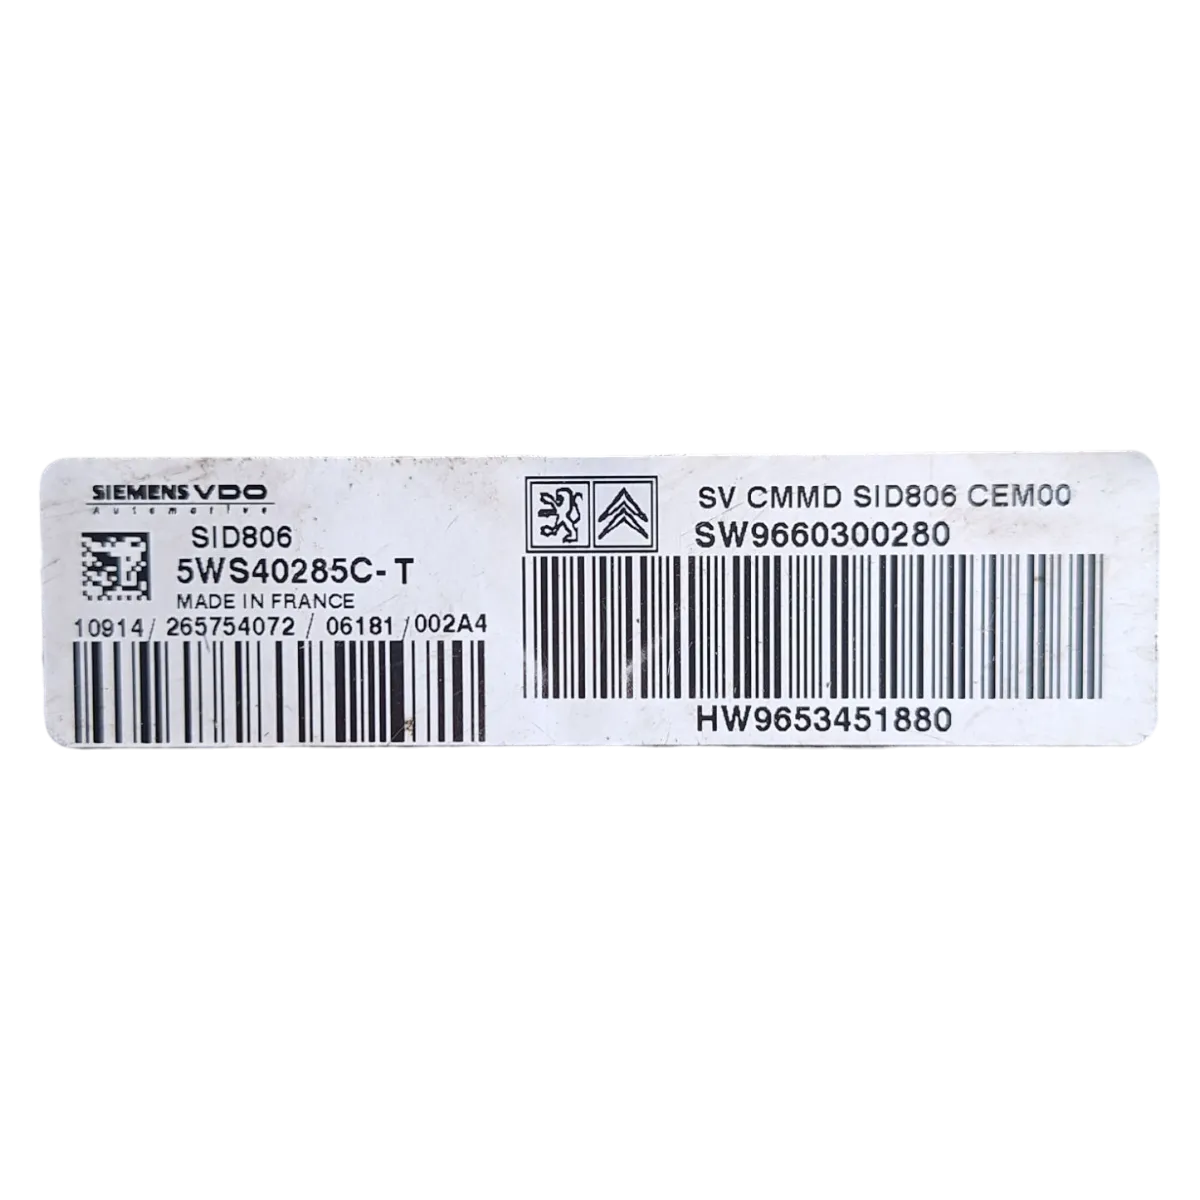 SIEMENS VDO
Automotive
SID806
5WS40285C-T
MADE IN FRANCE
10914/ 265754072 / 06181 / 002A4
SV CMMD SID806 CEM00
SW9660300280
HW9653451880